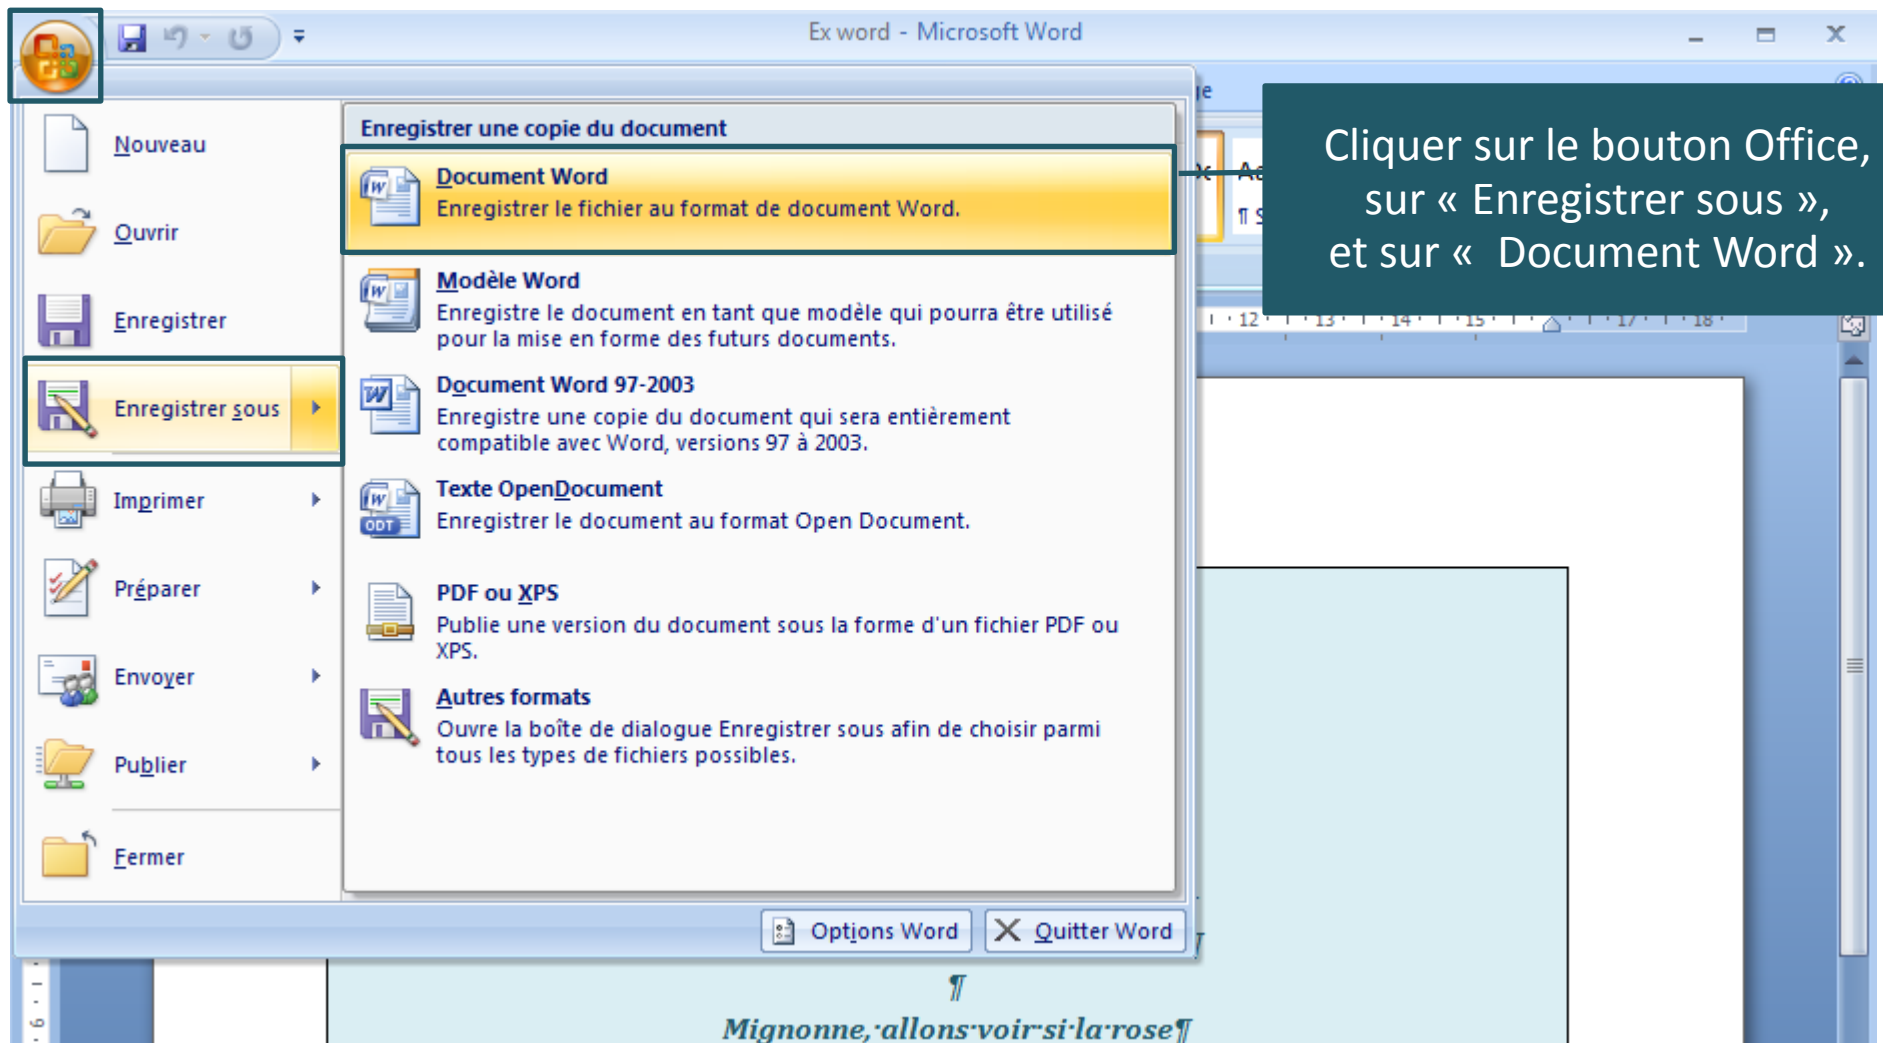 Ex word - Microsoft Word
Cliquer sur le bouton Office,
sur « Enregistrer sous »,
et sur «  Document Word ».
Nouveau
Ouvrir
Enregistrer
Enregistrer sous
Imprimer
Préparer
Envoyer
Publier
Fermer
Enregistrer une copie du document
Document Word
Enregistrer le fichier au format de document Word.
Modèle Word
Enregistre le document en tant que modèle qui pourra être utilisé
pour la mise en forme des futurs documents.
Document Word 97-2003
Enregistre une copie du document qui sera entièrement
compatible avec Word, versions 97 à 2003.
Texte OpenDocument
ODT
Enregistrer le document au format Open Document.
PDF ou XPS
Publie une version du document sous la forme d'un fichier PDF ou
XPS.
Autres formats
Ouvre la boîte de dialogue Enregistrer sous afin de choisir parmi
tous les types de fichiers possibles.
12 13 14 15 17 18
Options Word
Quitter Word
¶
Mignonne,·allons·voir·si·la·rose¶